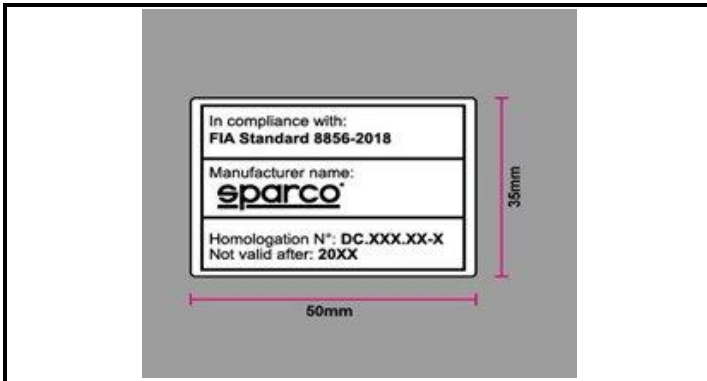 In compliance with:
FIA Standard 8856-2018
Manufacturer name:
sparco
Homologation N°: DC.XXX.XX-X
Not valid after: 20XX
35mm
50mm